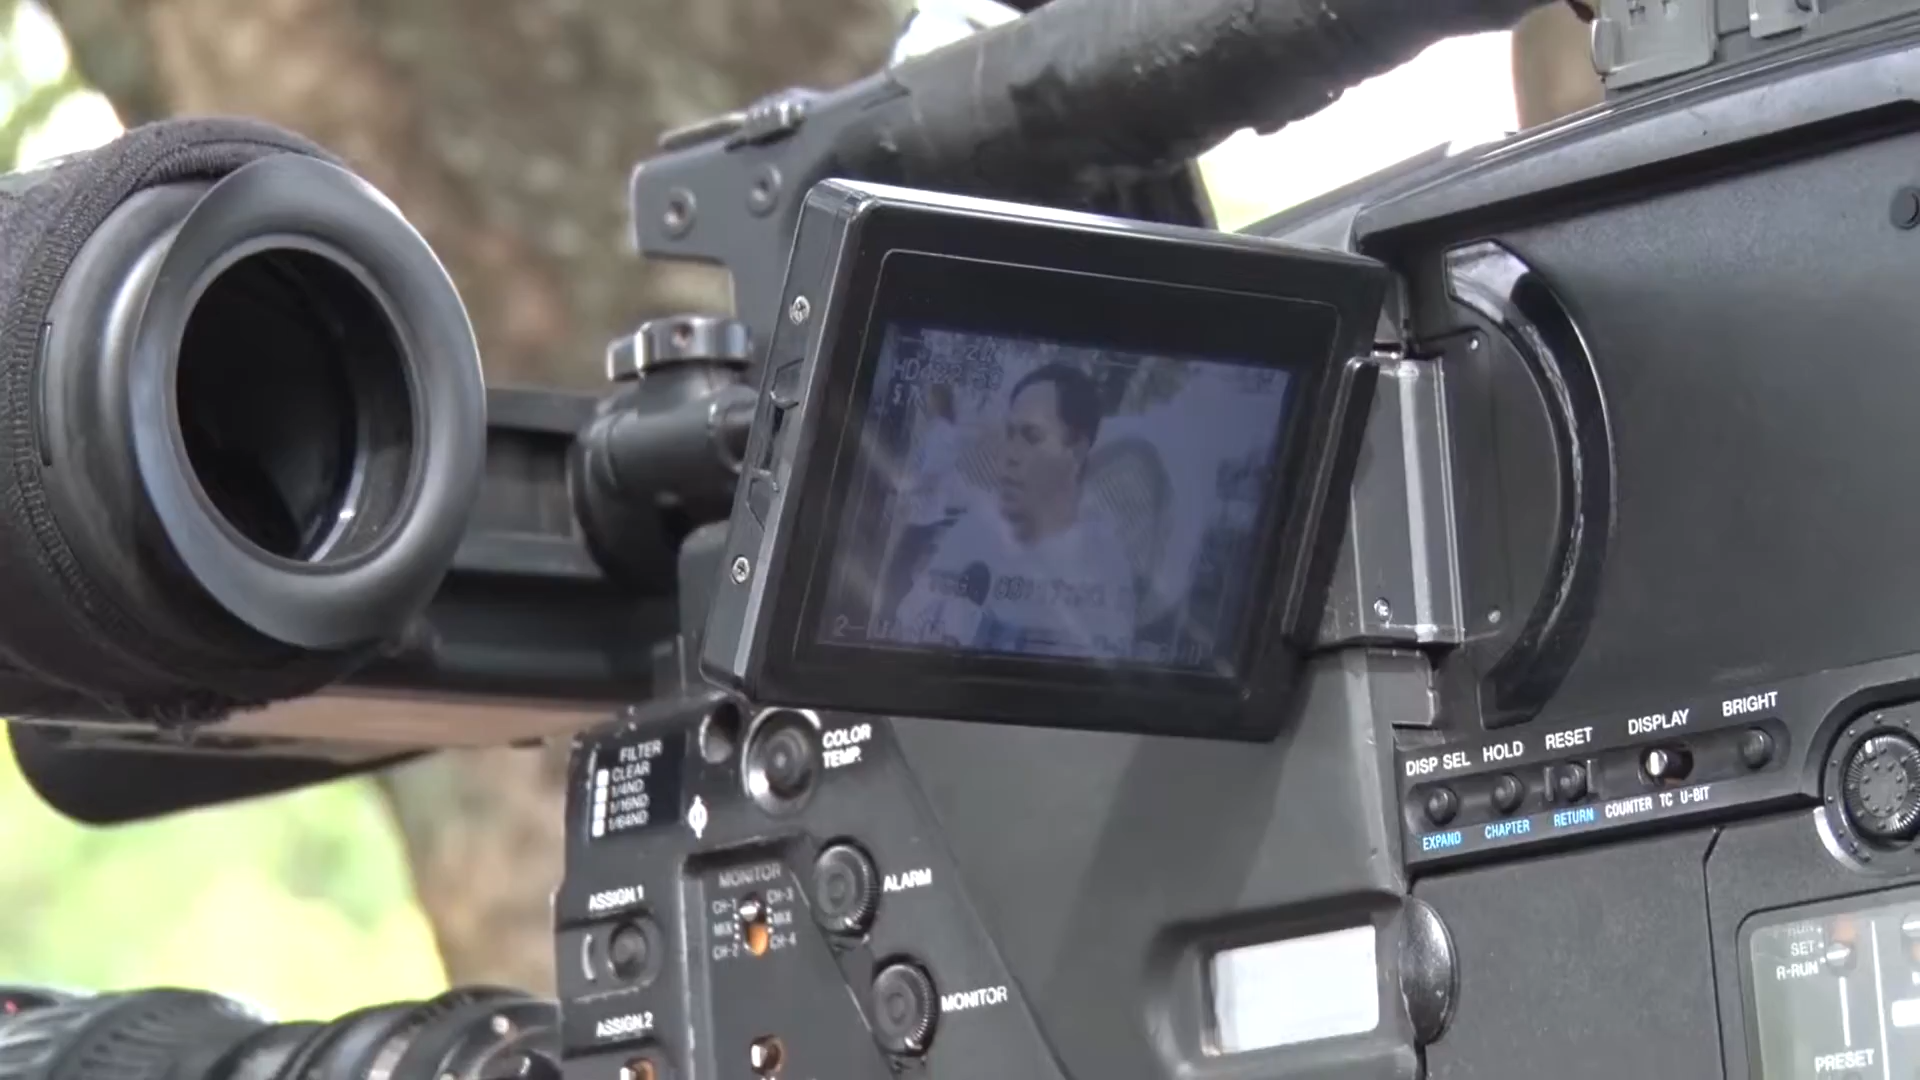 COLOR
TEMP.
FILTER
CLEAR
1/4ND
1/16ND
1/64ND
DISP SEL HOLD RESET DISPLAY BRIGHT
EXPAND CHAPTER RETURN COUNTER TC U-BIT
ASSIGN.1
MONITOR
CH-1 CH-3
MIX MIX
CH-2 CH-4
ALARM
MONITOR
ASSIGN.2
F-RUN
SET
R-RUN
PRESET